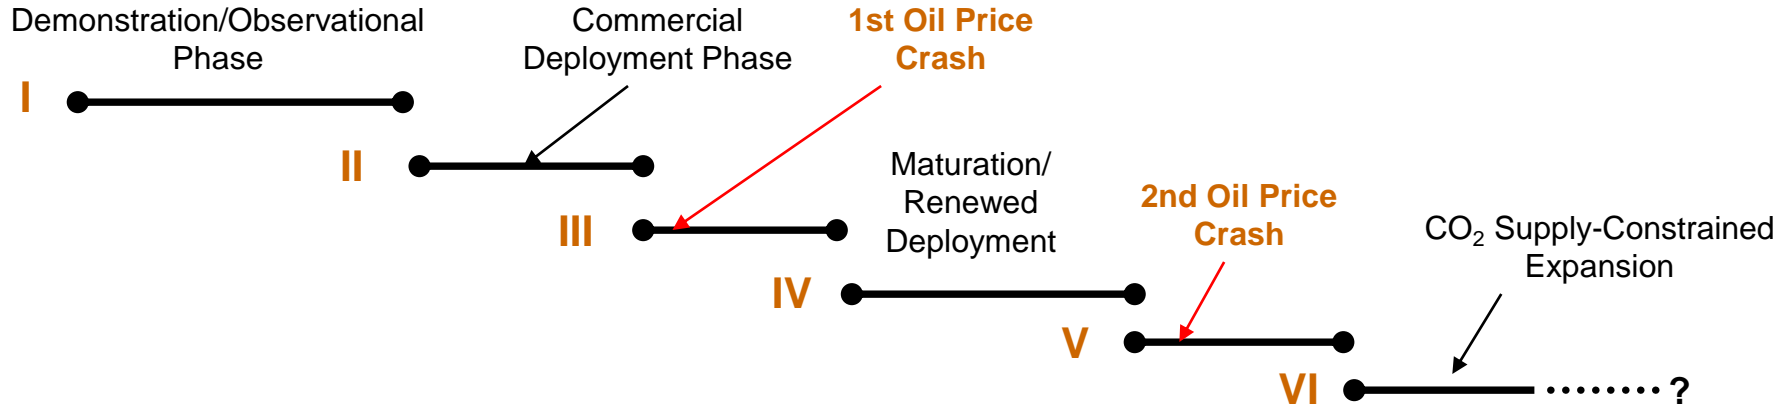 Demonstration/Observational
Phase
I
Commercial
Deployment Phase
II
1st Oil Price
Crash
III
Maturation/
Renewed
Deployment
IV
2nd Oil Price
Crash
V
CO₂ Supply-Constrained
Expansion
VI
?